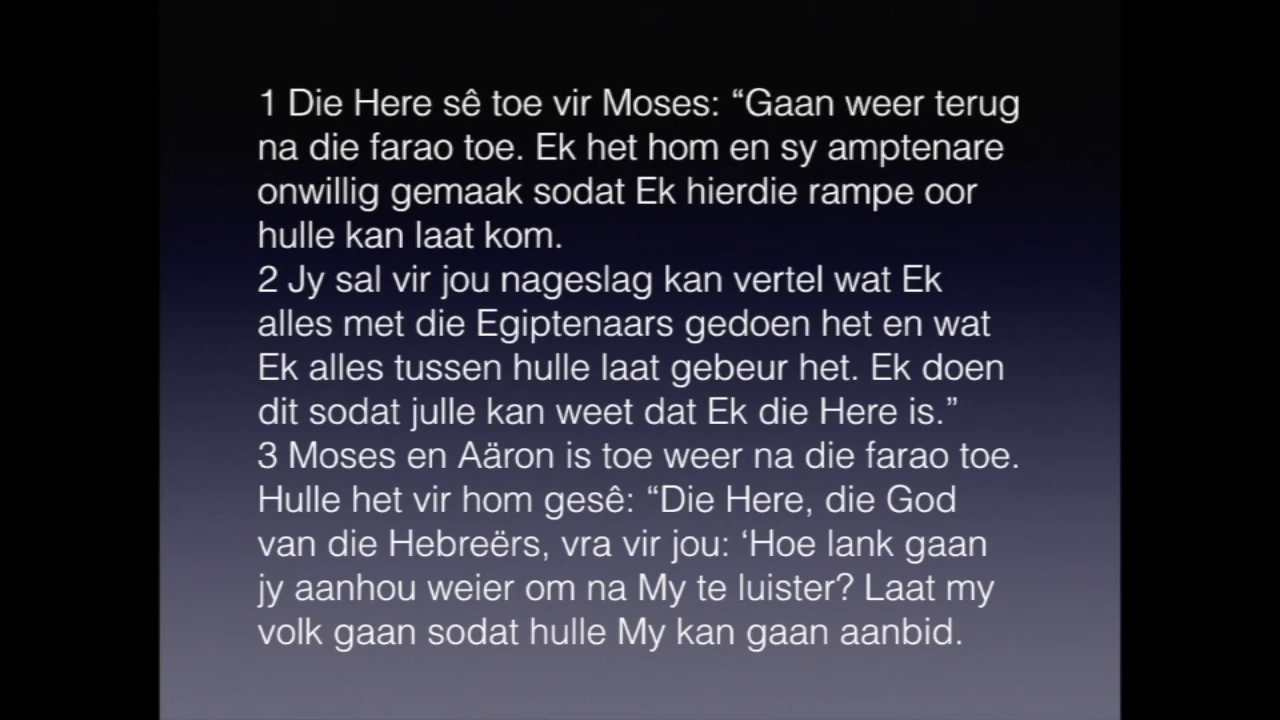 1 Die Here sê toe vir Moses: “Gaan weer terug
na die farao toe. Ek het hom en sy amptenare
onwillig gemaak sodat Ek hierdie rampe oor
hulle kan laat kom.
2 Jy sal vir jou nageslag kan vertel wat Ek
alles met die Egiptenaars gedoen het en wat
Ek alles tussen hulle laat gebeur het. Ek doen
dit sodat julle kan weet dat Ek die Here is.”
3 Moses en Aäron is toe weer na die farao toe.
Hulle het vir hom gesê: “Die Here, die God
van die Hebreërs, vra vir jou: ‘Hoe lank gaan
jy aanhou weier om na My te luister? Laat my
volk gaan sodat hulle My kan gaan aanbid.